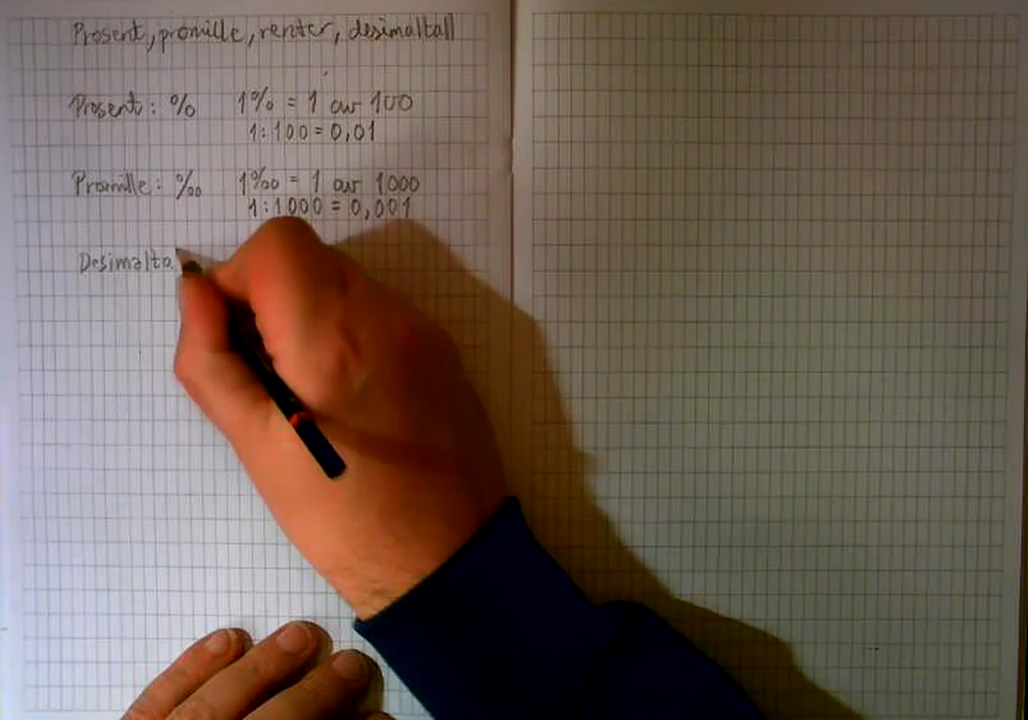 Prosent, promille, renter, desimaltall
Prosent: % 1% = 1 av 100
1:100 = 0,01
Promille: ‰ 1‰ = 1 av 1000
1:1000 = 0,001
Desimalta